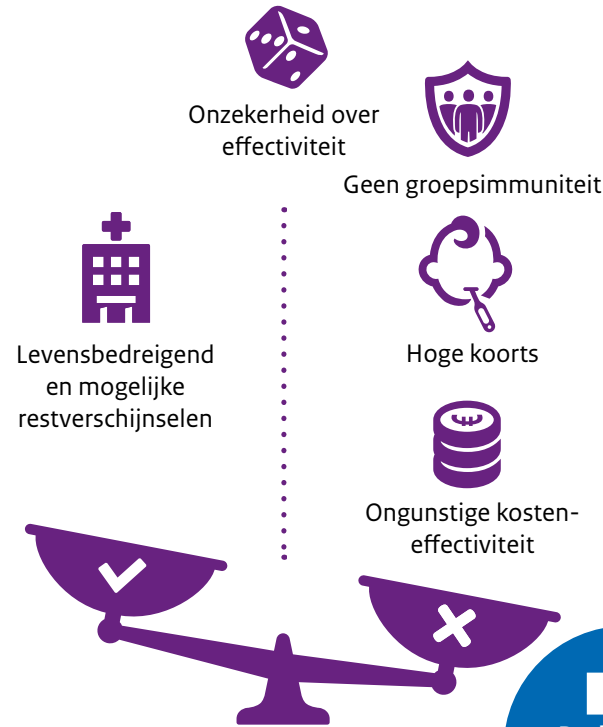 Onzekerheid over
effectiviteit
Geen groepsimmuniteit
Levensbedreigend
en mogelijke
restverschijnselen
Hoge koorts
Ongunstige kosten-
effectiviteit